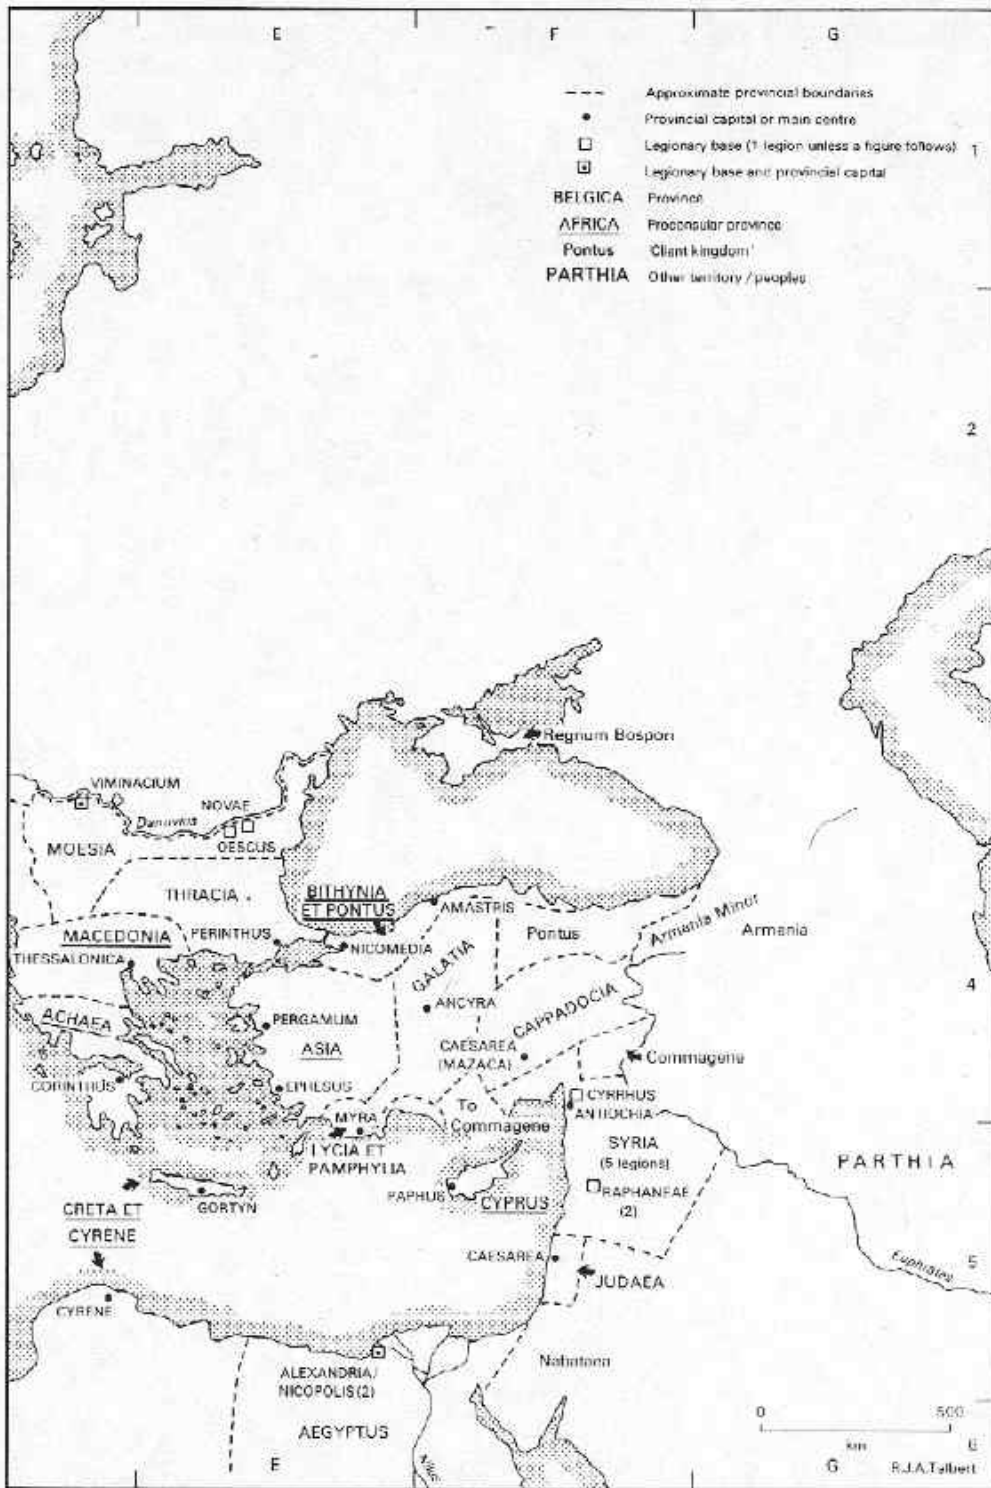 E
F
G
Approximate provincial boundaries
Provincial capital or main centre
Legionary base (1 legion unless a figure follows)
Legionary base and provincial capital
BELGICA Province
AFRICA Proconsular province
Pontus 'Client kingdom'
PARTHIA Other territory / peoples
1
2
Regnum Bospori
VIMINACIUM
NOVAE
Danuvius
OESCUS
MOESIA
THRACIA
BITHYNIA
ET PONTUS
AMASTRIS
Pontus
Armenia Minor
Armenia
MACEDONIA
PERINTHUS
NICOMEDIA
THESSALONICA
GALATIA
4
ACHAEA
ANCYRA
CAPPADOCIA
PERGAMUM
ASIA
CAESAREA
(MAZACA)
Commagene
CORINTHUS
EPHESUS
CYRRHUS
ANTIOCHIA
MYRA
To
Commagene
LYCIA ET
PAMPHYLIA
SYRIA
(5 legions)
PARTHIA
PAPHUS
CYPRUS
RAPHANEAE
(2)
GORTYN
CRETA ET
CYRENE
CAESAREA
JUDAEA
5
Euphrates
CYRENE
Nabataea
ALEXANDRIA/
NICOPOLIS (2)
AEGYPTUS
Nilus
0 500
km
6
E
G
R.J.A.Talbert